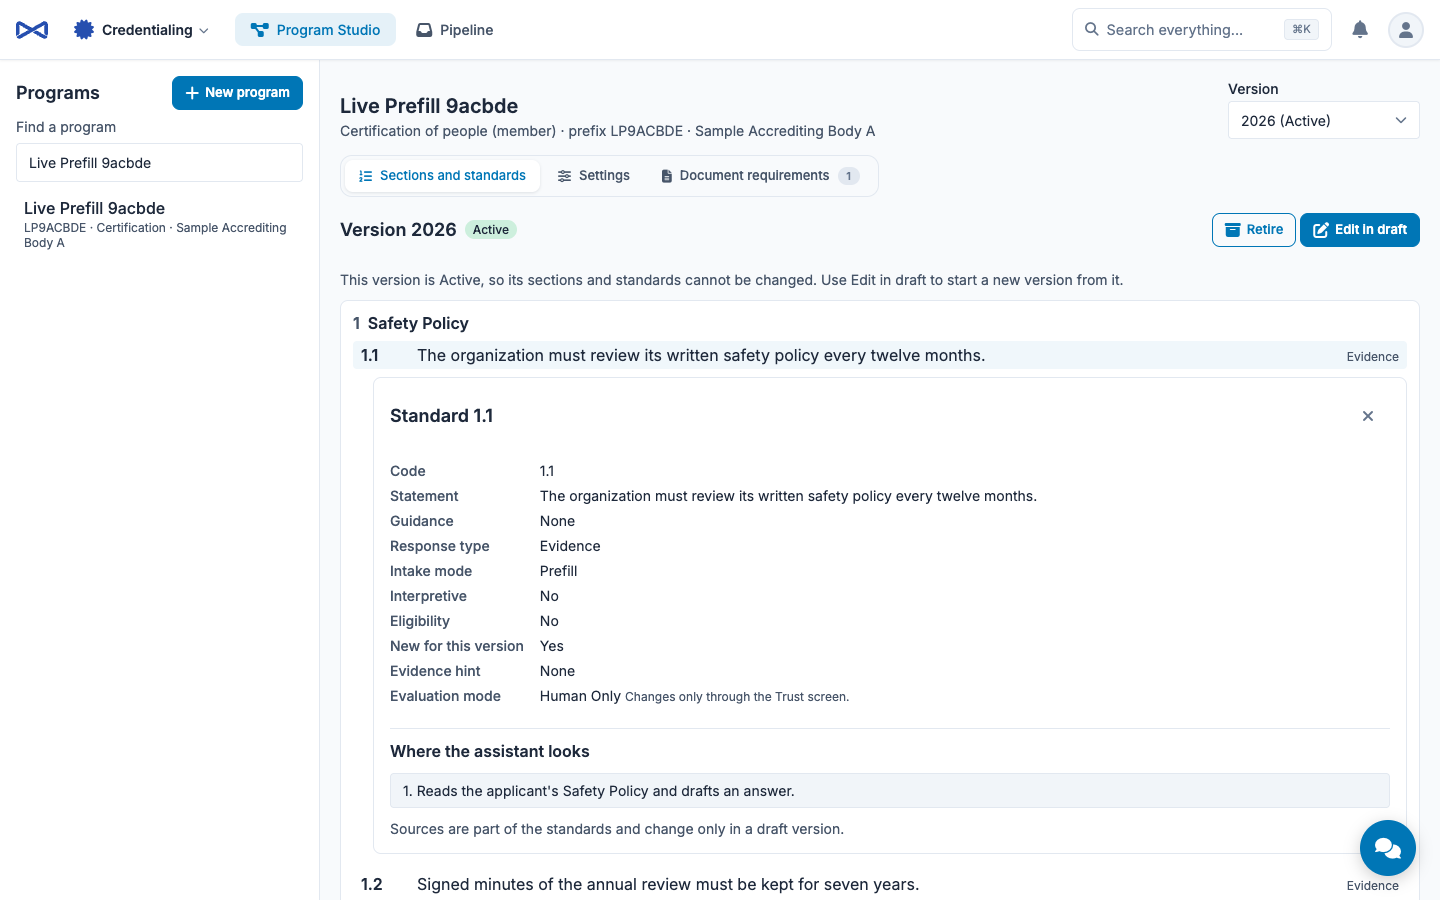 Credentialing
Program Studio
Pipeline
Search everything...
⌘K
Programs
New program
Find a program
Live Prefill 9acbde
Live Prefill 9acbde
LP9ACBDE · Certification · Sample Accrediting
Body A
Live Prefill 9acbde
Certification of people (member) · prefix LP9ACBDE · Sample Accrediting Body A
Version
2026 (Active)
Sections and standards
Settings
Document requirements 1
Version 2026 Active
Retire
Edit in draft
This version is Active, so its sections and standards cannot be changed. Use Edit in draft to start a new version from it.
1 Safety Policy
1.1 The organization must review its written safety policy every twelve months. Evidence
Standard 1.1
Code 1.1
Statement The organization must review its written safety policy every twelve months.
Guidance None
Response type Evidence
Intake mode Prefill
Interpretive No
Eligibility No
New for this version Yes
Evidence hint None
Evaluation mode Human Only Changes only through the Trust screen.
Where the assistant looks
1. Reads the applicant's Safety Policy and drafts an answer.
Sources are part of the standards and change only in a draft version.
1.2 Signed minutes of the annual review must be kept for seven years. Evidence